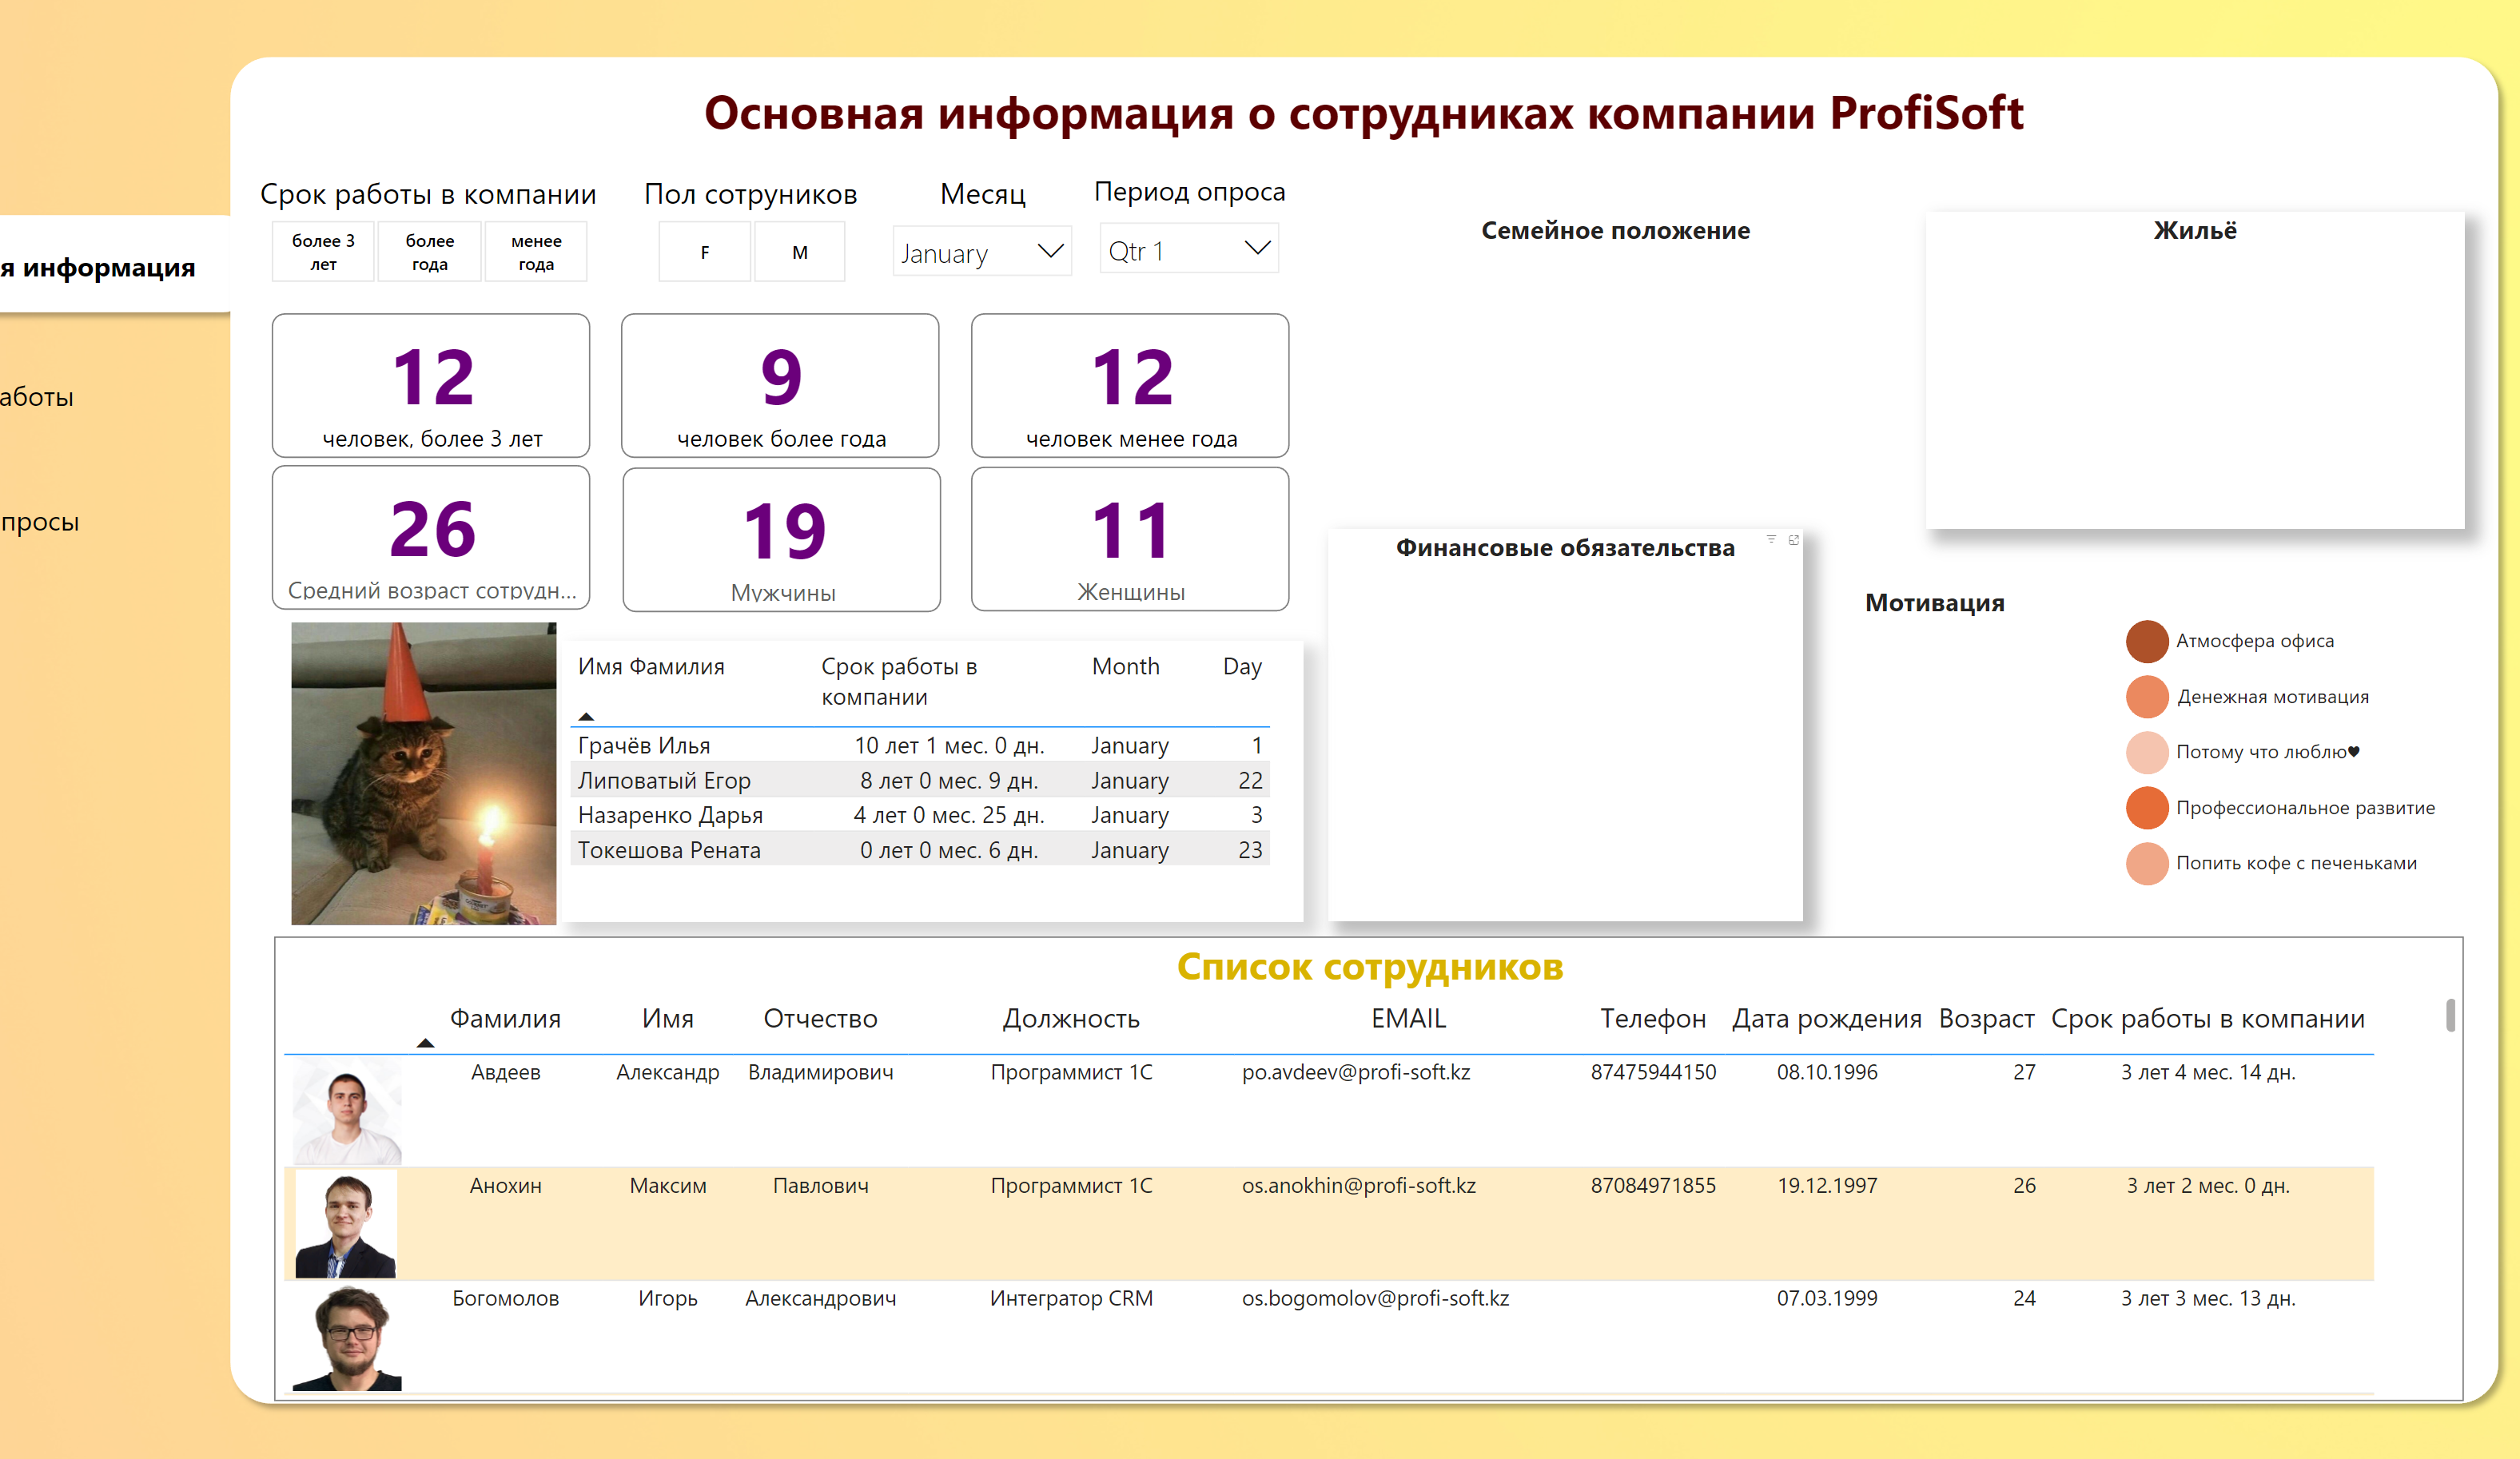 Основная информация о сотрудниках компании ProfiSoft
я информация
аботы
просы
Срок работы в компании
более 3 лет
более года
менее года
Пол сотруников
F
M
Месяц
January
Период опроса
Qtr 1
12
человек, более 3 лет
9
человек более года
12
человек менее года
26
Средний возраст сотрудн...
19
Мужчины
11
Женщины
Семейное положение
Жильё
Финансовые обязательства
Мотивация
Атмосфера офиса
Денежная мотивация
Потому что люблю♥
Профессиональное развитие
Попить кофе с печеньками
Имя Фамилия Срок работы в компании Month Day
Грачёв Илья 10 лет 1 мес. 0 дн. January 1
Липоватый Егор 8 лет 0 мес. 9 дн. January 22
Назаренко Дарья 4 лет 0 мес. 25 дн. January 3
Токешова Рената 0 лет 0 мес. 6 дн. January 23
Список сотрудников
Фамилия Имя Отчество Должность EMAIL Телефон Дата рождения Возраст Срок работы в компании
Авдеев Александр Владимирович Программист 1С po.avdeev@profi-soft.kz 87475944150 08.10.1996 27 3 лет 4 мес. 14 дн.
Анохин Максим Павлович Программист 1С os.anokhin@profi-soft.kz 87084971855 19.12.1997 26 3 лет 2 мес. 0 дн.
Богомолов Игорь Александрович Интегратор CRM os.bogomolov@profi-soft.kz 07.03.1999 24 3 лет 3 мес. 13 дн.